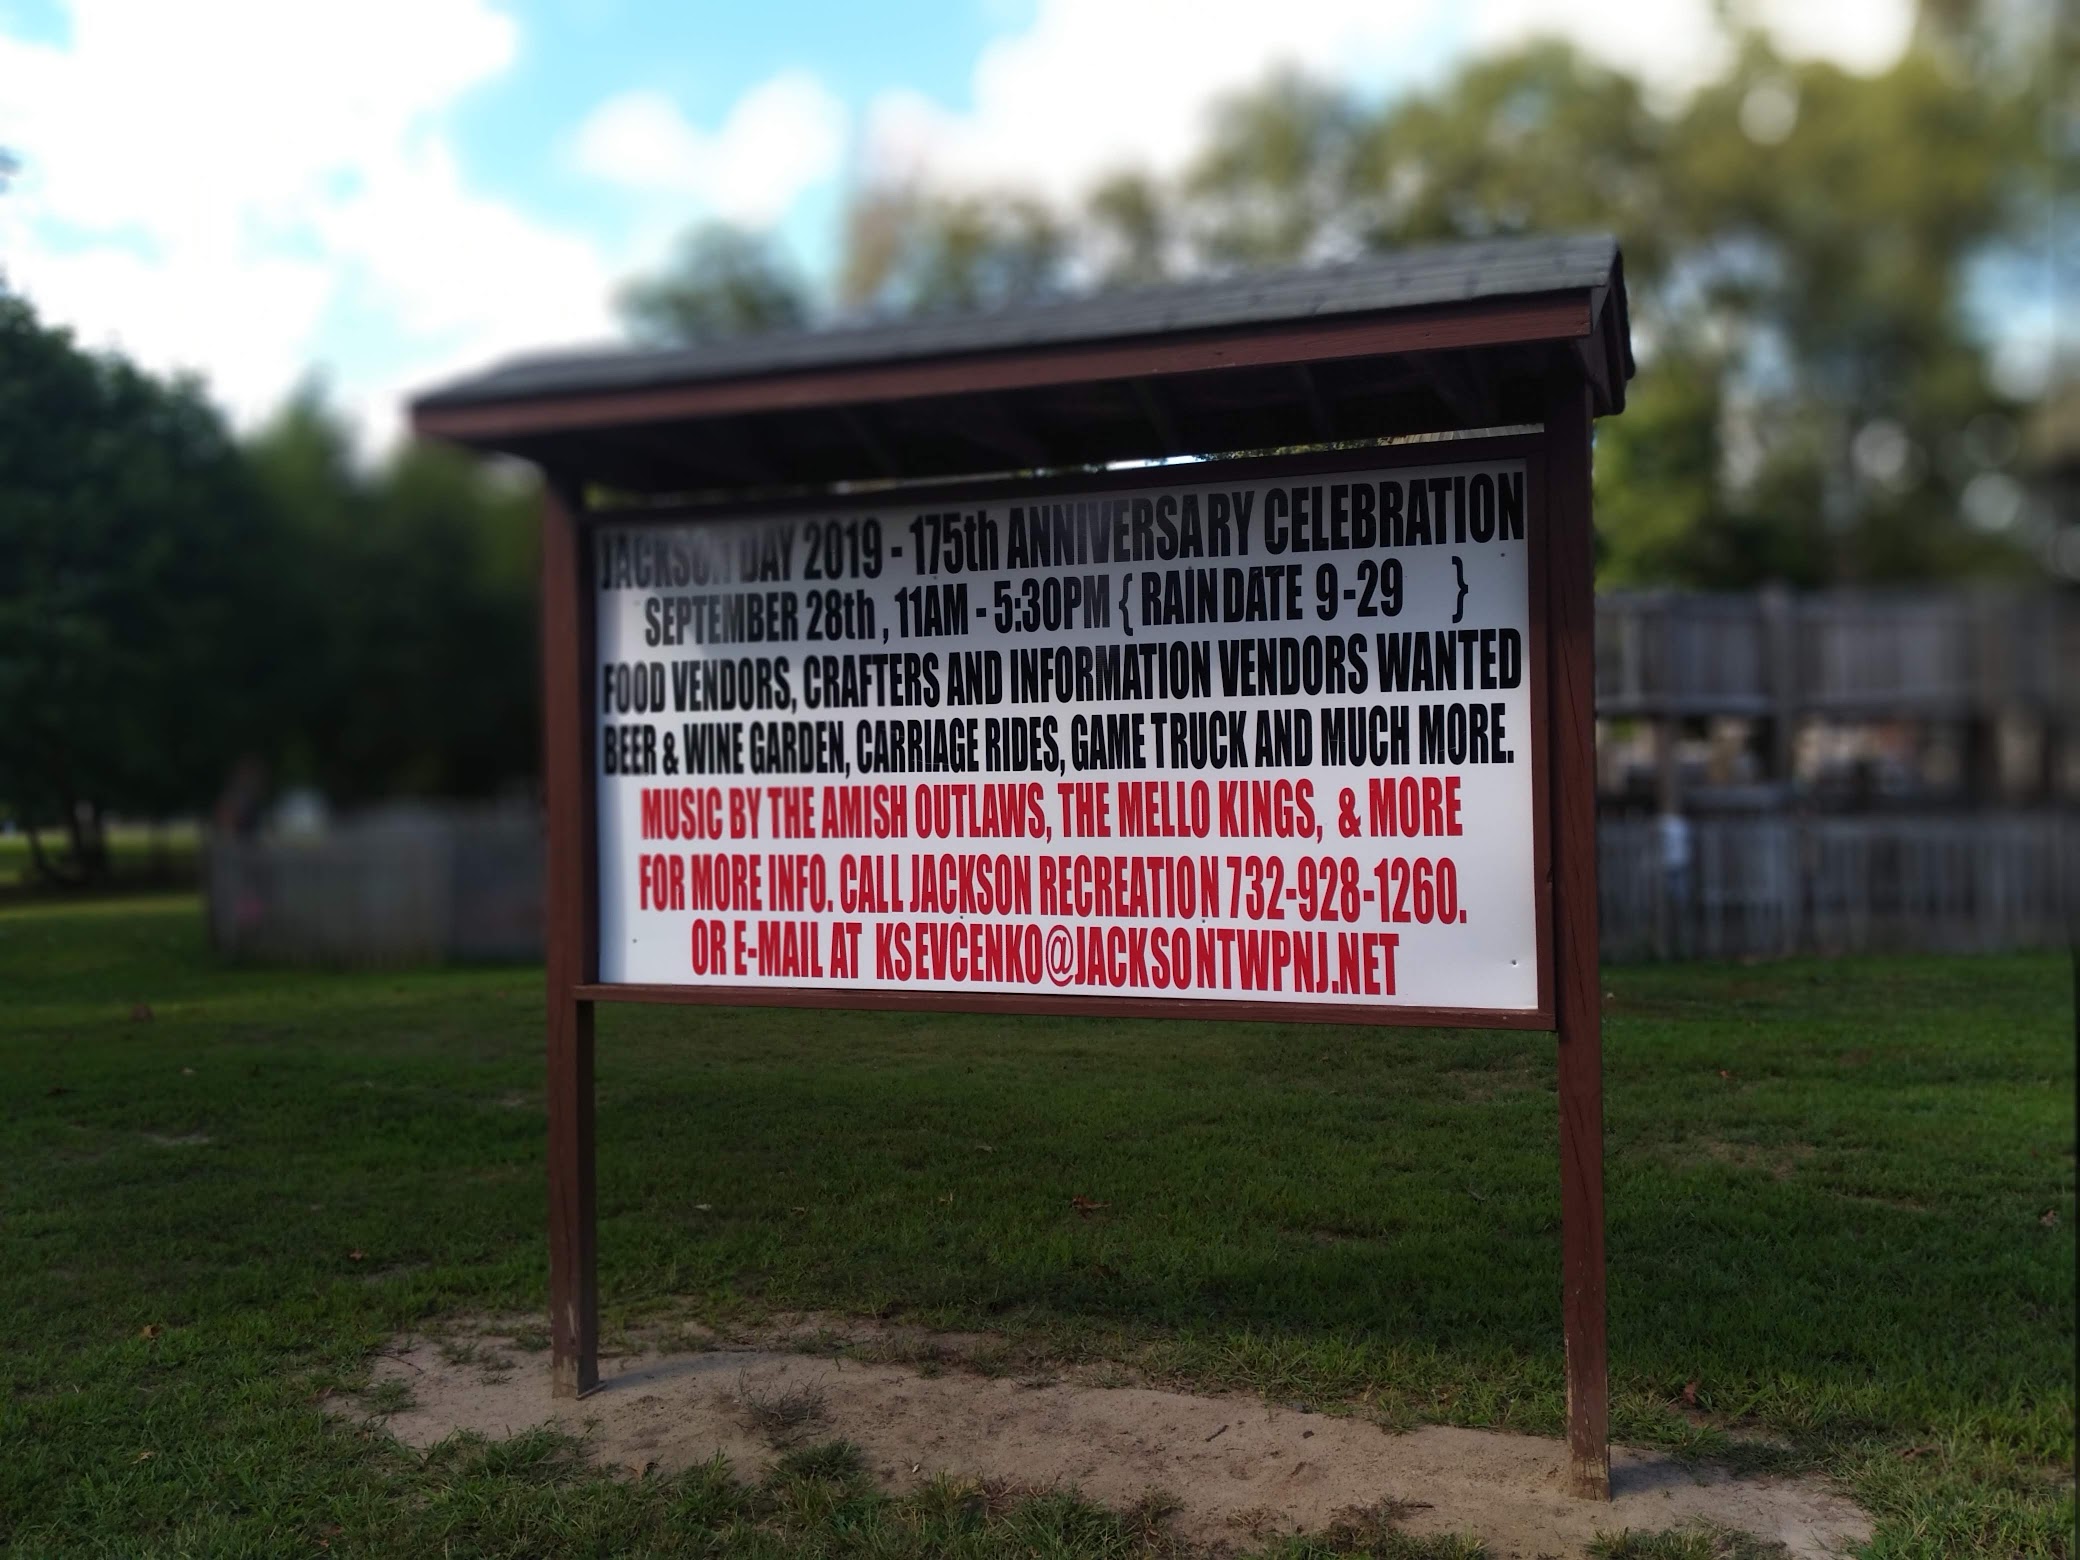 JACKSON DAY 2019 - 175th ANNIVERSARY CELEBRATION
SEPTEMBER 28th , 11AM - 5:30PM { RAINDATE 9-29 }
FOOD VENDORS, CRAFTERS AND INFORMATION VENDORS WANTED
BEER & WINE GARDEN, CARRIAGE RIDES, GAME TRUCK AND MUCH MORE.
MUSIC BY THE AMISH OUTLAWS, THE MELLO KINGS, & MORE
FOR MORE INFO. CALL JACKSON RECREATION 732-928-1260.
OR E-MAIL AT KSEVCENKO@JACKSONTWPNJ.NET